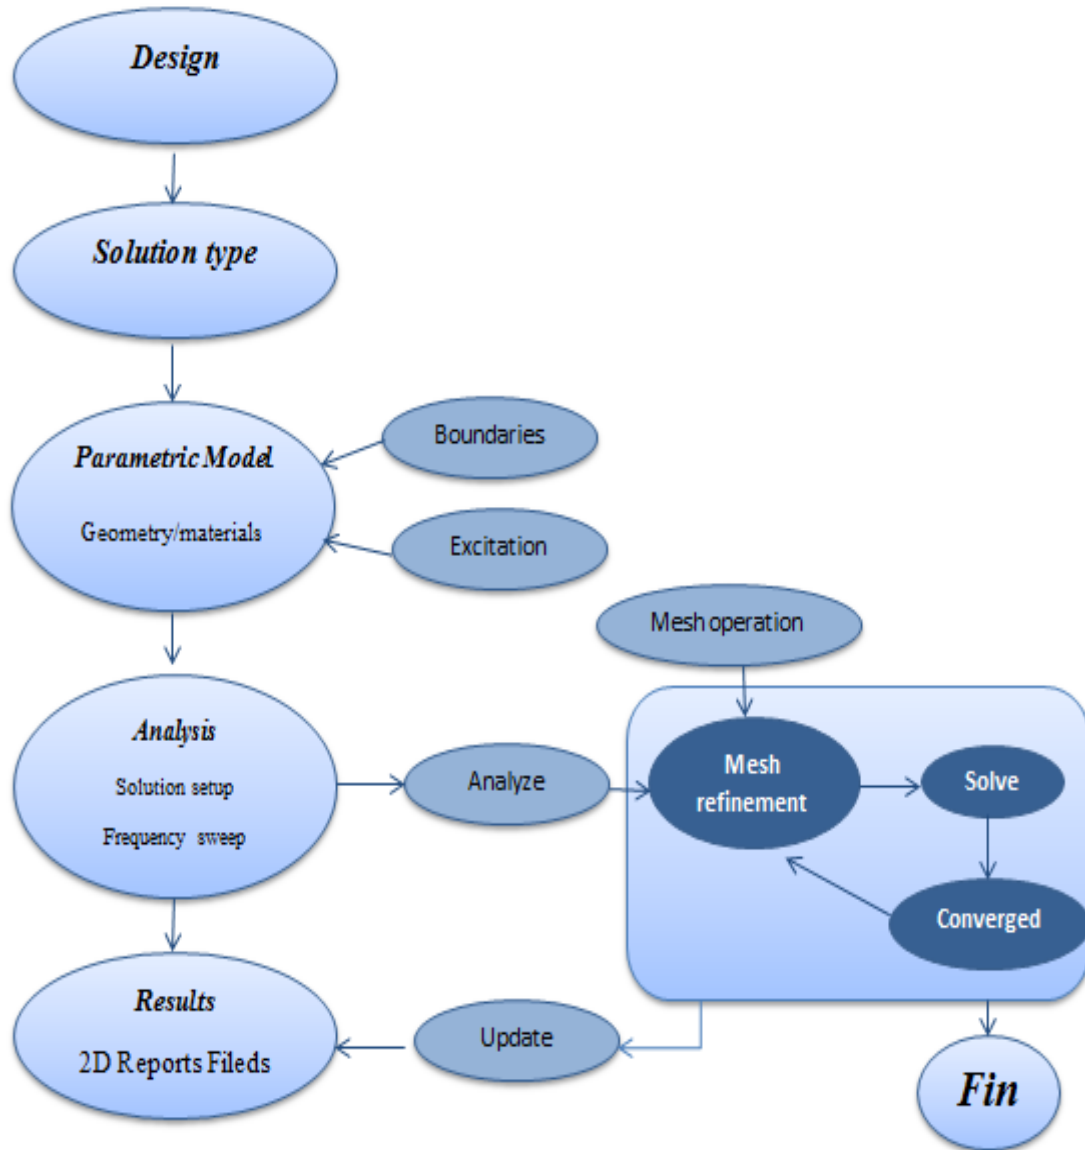 Design
Solution type
Parametric Model
Geometry/materials
Boundaries
Excitation
Mesh operation
Analysis
Solution setup
Frequency sweep
Analyze
Mesh
refinement
Solve
Converged
Results
2D Reports Fileds
Update
Fin